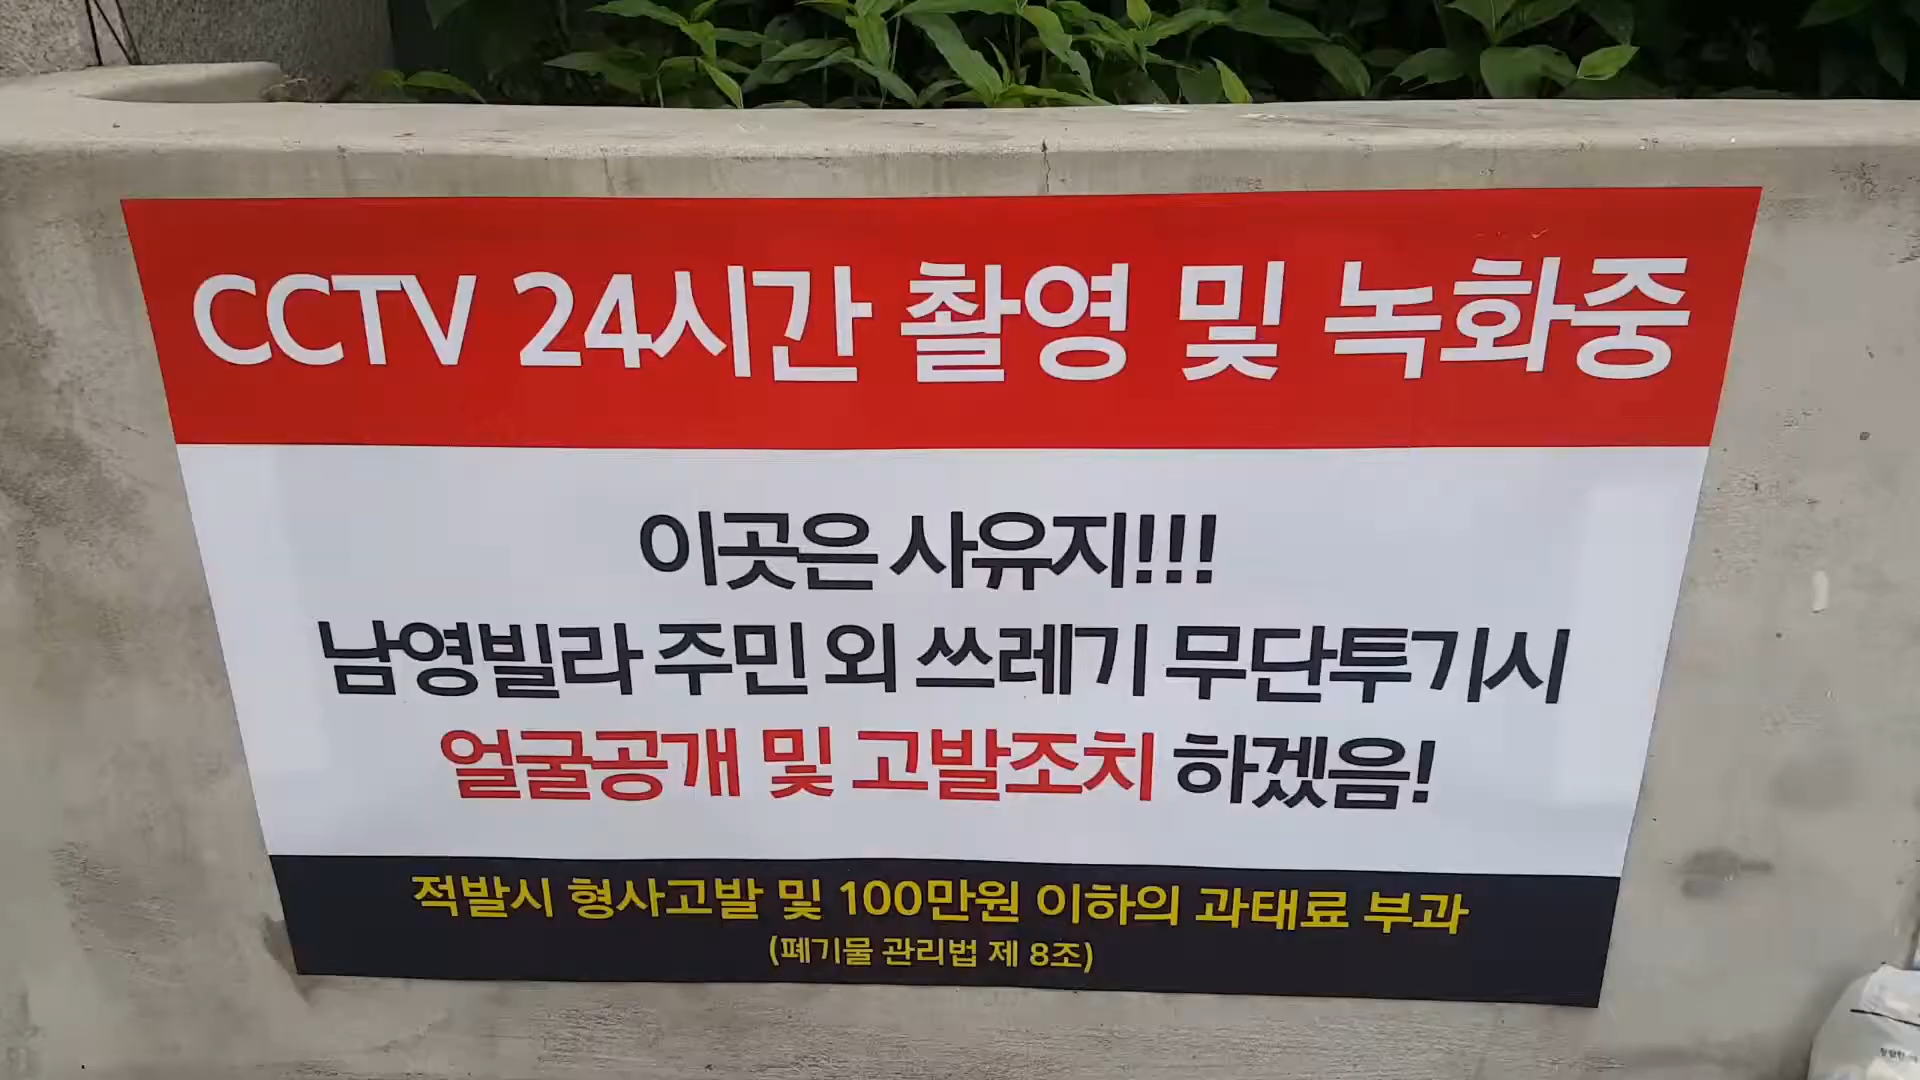 CCTV 24시간 촬영 및 녹화중
이곳은 사유지!!!
남영빌라 주민 외 쓰레기 무단투기시
얼굴공개 및 고발조치 하겠음!
적발시 형사고발 및 100만원 이하의 과태료 부과
(폐기물 관리법 제 8조)